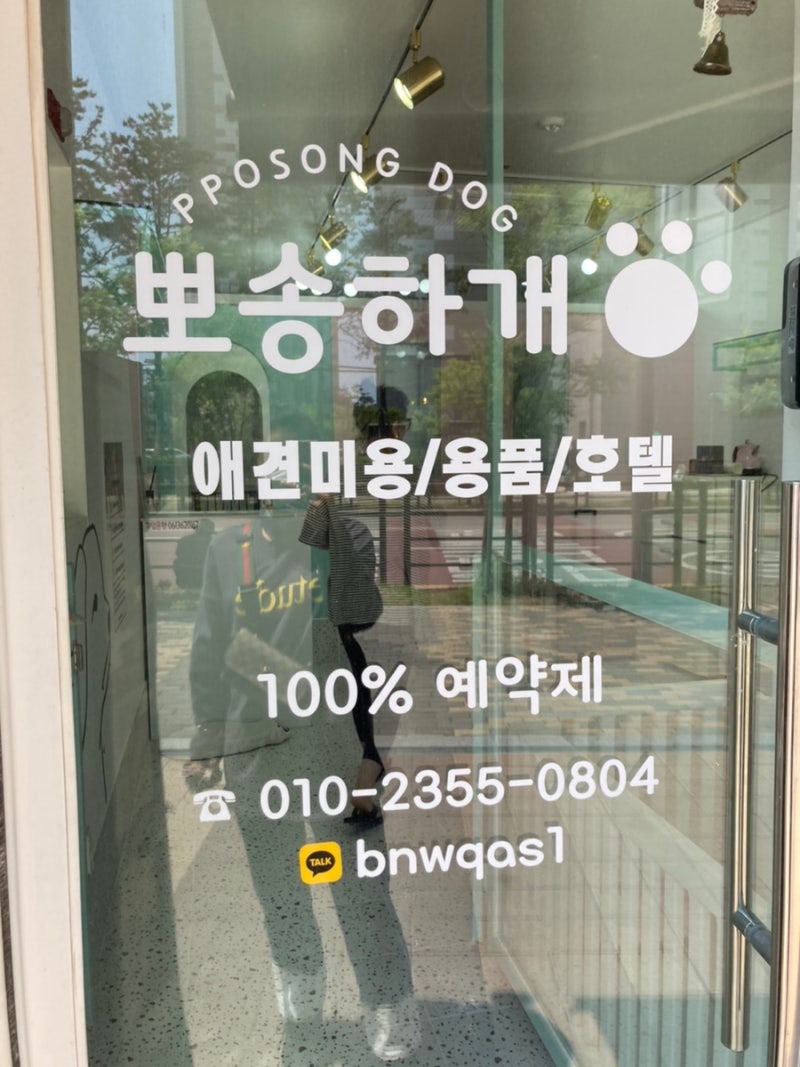 PPOSONG DOG
뽀송하개
애견미용/용품/호텔
100% 예약제
☎ 010-2355-0804
TALK bnwqas1